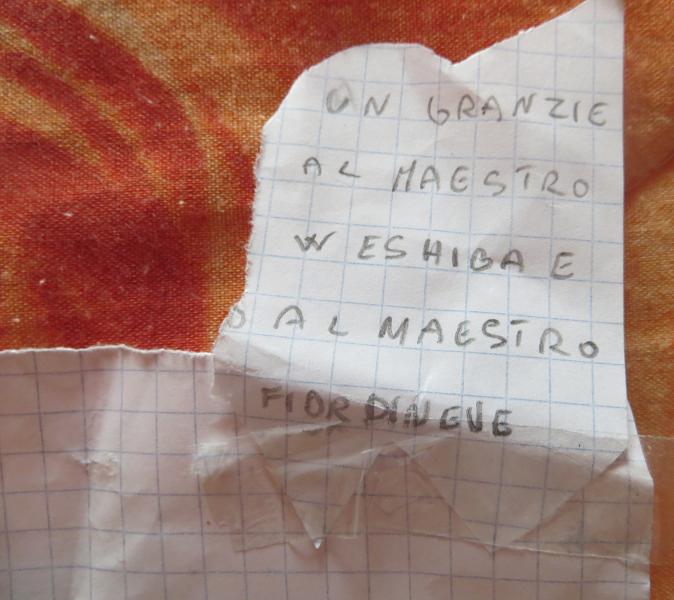 UN GRANZIE
AL MAESTRO
WESHIBA E
D AL MAESTRO
FIORDINEVE